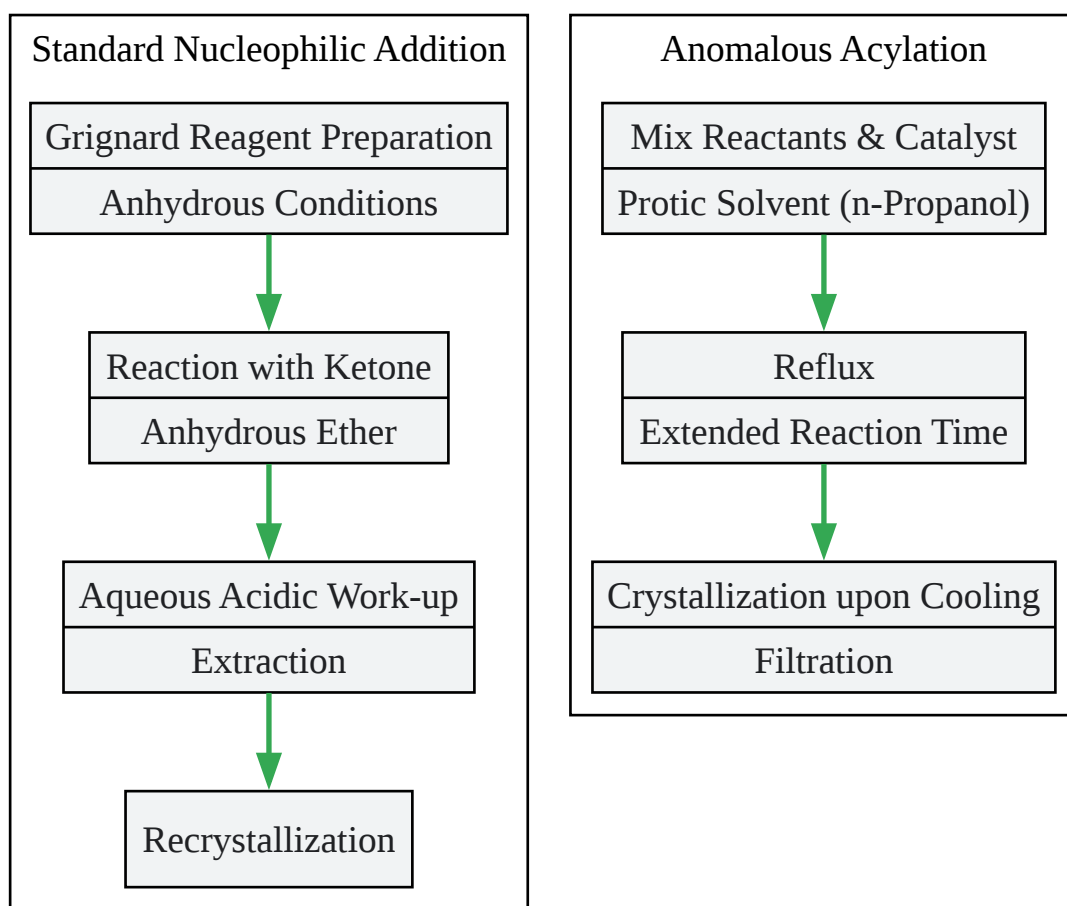 Standard Nucleophilic Addition
Grignard Reagent Preparation
Anhydrous Conditions
Reaction with Ketone
Anhydrous Ether
Aqueous Acidic Work-up
Extraction
Recrystallization
Anomalous Acylation
Mix Reactants & Catalyst
Protic Solvent (n-Propanol)
Reflux
Extended Reaction Time
Crystallization upon Cooling
Filtration